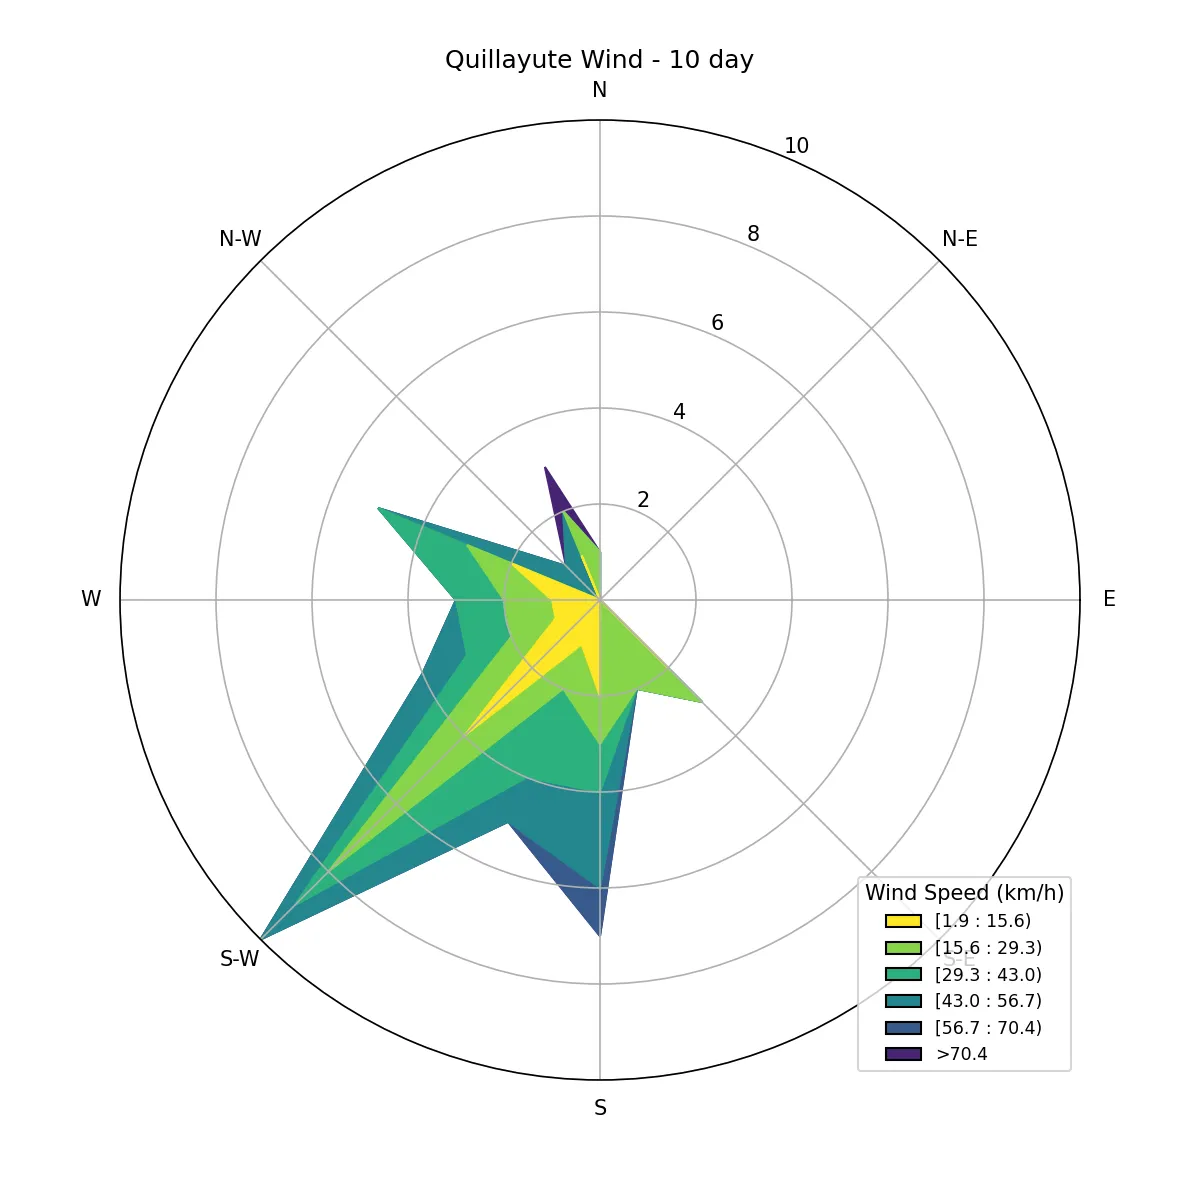 Quillayute Wind - 10 day
N
10
N-W
N-E
8
6
4
2
W
E
S-W
S-E
S
Wind Speed (km/h)
[1.9 : 15.6)
[15.6 : 29.3)
[29.3 : 43.0)
[43.0 : 56.7)
[56.7 : 70.4)
>70.4